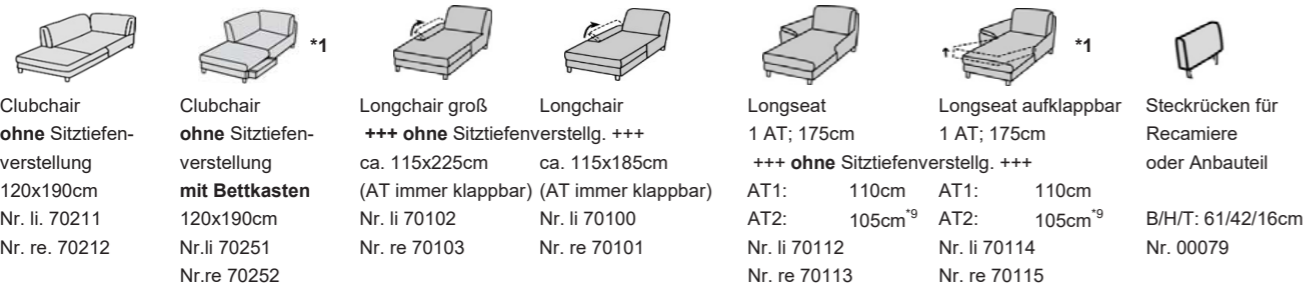 *1
*1
Clubchair
ohne Sitztiefen-
verstellung
120x190cm
Nr. li. 70211
Nr. re. 70212
Clubchair
ohne Sitztiefen-
verstellung
mit Bettkasten
120x190cm
Nr.li 70251
Nr.re 70252
Longchair groß Longchair
+++ ohne Sitztiefenverstellg. +++
ca. 115x225cm ca. 115x185cm
(AT immer klappbar) (AT immer klappbar)
Nr. li 70102 Nr. li 70100
Nr. re 70103 Nr. re 70101
Longseat Longseat aufklappbar
1 AT; 175cm 1 AT; 175cm
+++ ohne Sitztiefenverstellg. +++
AT1: 110cm AT1: 110cm
AT2: 105cm*9 AT2: 105cm*9
Nr. li 70112 Nr. li 70114
Nr. re 70113 Nr. re 70115
Steckrücken für
Recamiere
oder Anbauteil
B/H/T: 61/42/16cm
Nr. 00079